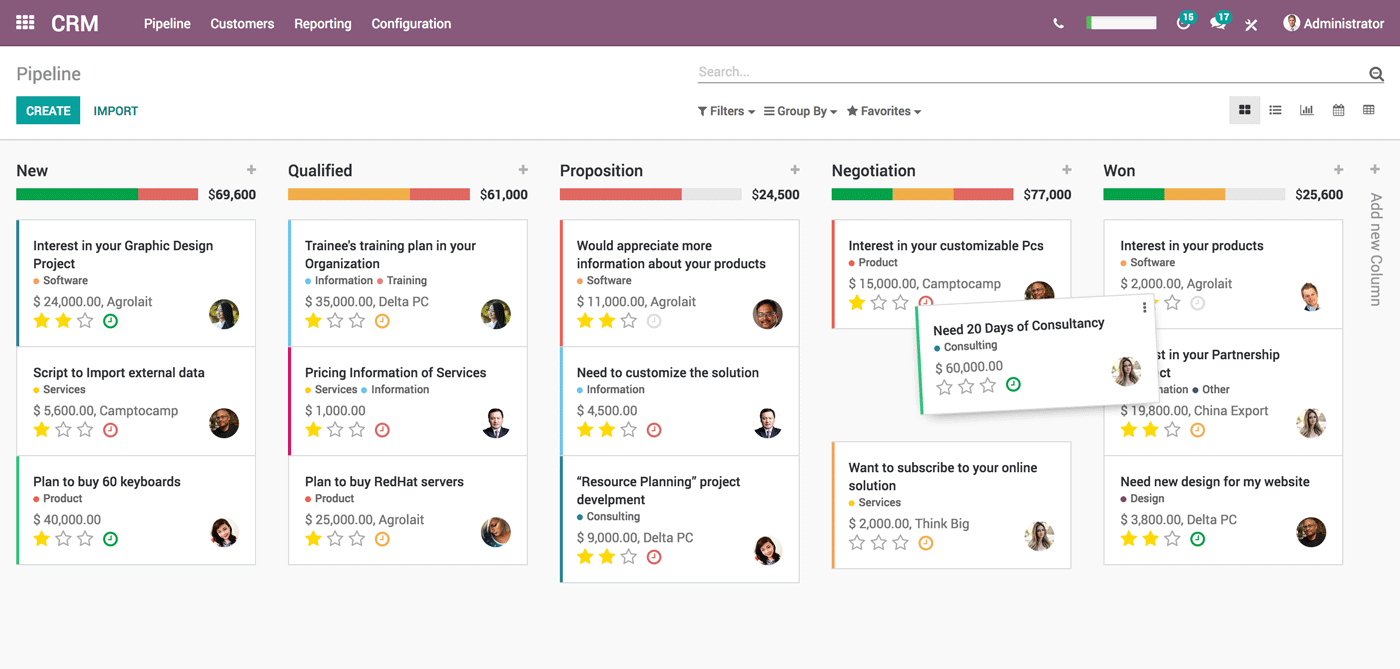 CRM
Pipeline
Customers
Reporting
Configuration
15
17
Administrator
Pipeline
Search...
CREATE
IMPORT
Filters
Group By
Favorites
New
$69,600
Interest in your Graphic Design
Project
Software
$ 24,000.00, Agrolait
Script to Import external data
Services
$ 5,600.00, Camptocamp
Plan to buy 60 keyboards
Product
$ 40,000.00
Qualified
$61,000
Trainee's training plan in your
Organization
Information Training
$ 35,000.00, Delta PC
Pricing Information of Services
Services Information
$ 1,000.00
Plan to buy RedHat servers
Product
$ 25,000.00, Agrolait
Proposition
$24,500
Would appreciate more
information about your products
Software
$ 11,000.00, Agrolait
Need to customize the solution
Information
$ 4,500.00
“Resource Planning” project
develpment
Consulting
$ 9,000.00, Delta PC
Negotiation
$77,000
Interest in your customizable Pcs
Product
$ 15,000.00, Camptocamp
Need 20 Days of Consultancy
Consulting
$ 60,000.00
Want to subscribe to your online
solution
Services
$ 2,000.00, Think Big
Won
$25,600
Interest in your products
Software
$ 2,000.00, Agrolait
in your Partnership
Other
$ 19,800.00, China Export
Need new design for my website
Design
$ 3,800.00, Delta PC
Add new Column